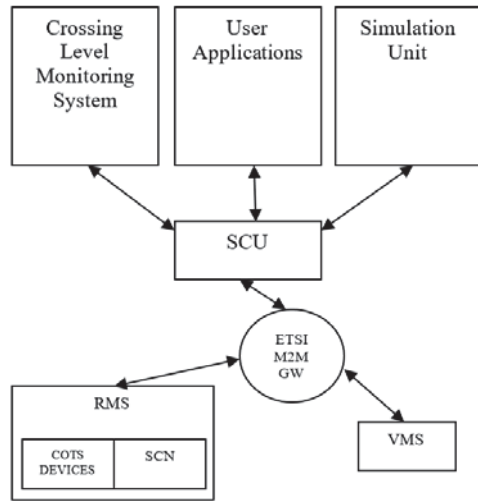 Crossing
Level
Monitoring
System
User
Applications
Simulation
Unit
SCU
ETSI
M2M
GW
RMS
COTS
DEVICES
SCN
VMS